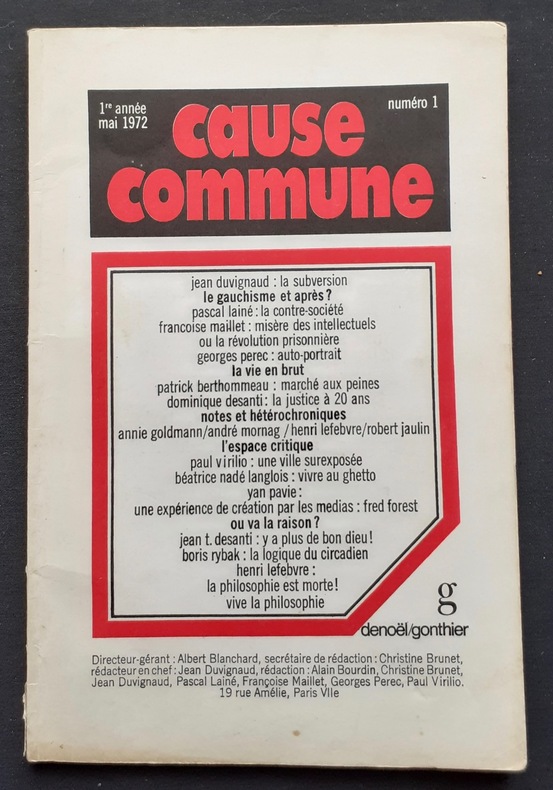 1re année
mai 1972
numéro 1
cause
commune
jean duvignaud : la subversion
le gauchisme et après ?
pascal lainé : la contre-société
francoise maillet : misère des intellectuels
ou la révolution prisonnière
georges perec : auto-portrait
la vie en brut
patrick berthommeau : marché aux peines
dominique desanti : la justice à 20 ans
notes et hétérochroniques
annie goldmann/andré mornag/henri lefebvre/robert jaulin
l'espace critique
paul virilio : une ville surexposée
béatrice nadé langlois : vivre au ghetto
yan pavie :
une expérience de création par les medias : fred forest
ou va la raison ?
jean t. desanti : y a plus de bon dieu !
boris rybak : la logique du circadien
henri lefebvre :
la philosophie est morte !
vive la philosophie
g
denoël/gonthier
Directeur-gérant : Albert Blanchard, secrétaire de rédaction : Christine Brunet,
rédacteur en chef : Jean Duvignaud, rédaction : Alain Bourdin, Christine Brunet,
Jean Duvignaud, Pascal Lainé, Françoise Maillet, Georges Perec, Paul Virilio.
19 rue Amélie, Paris VIIe